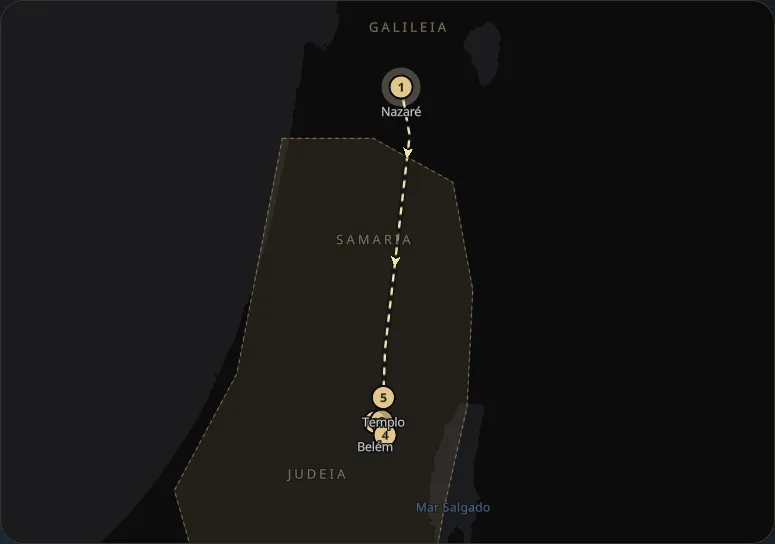 GALILEIA
1
Nazaré
SAMARIA
5
Templo
4
Belém
JUDEIA
Mar Salgado